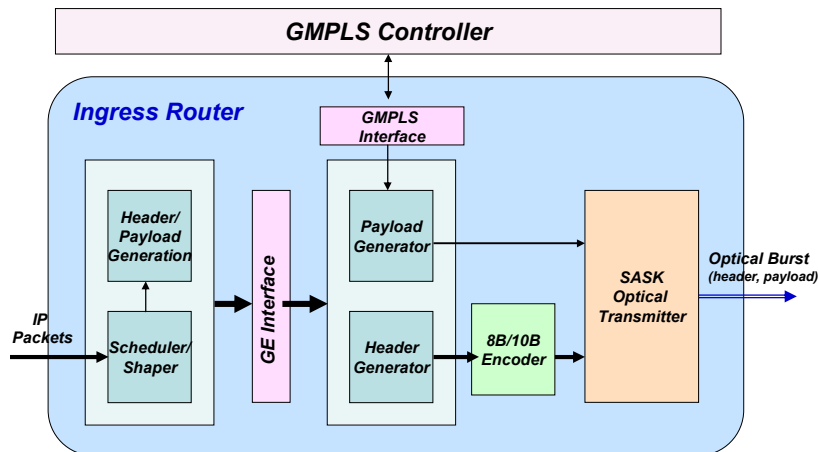 GMPLS Controller
Ingress Router
GMPLS
Interface
Header/
Payload
Generation
Payload
Generator
GE Interface
SASK
Optical
Transmitter
Optical Burst
(header, payload)
IP
Packets
Scheduler/
Shaper
Header
Generator
8B/10B
Encoder